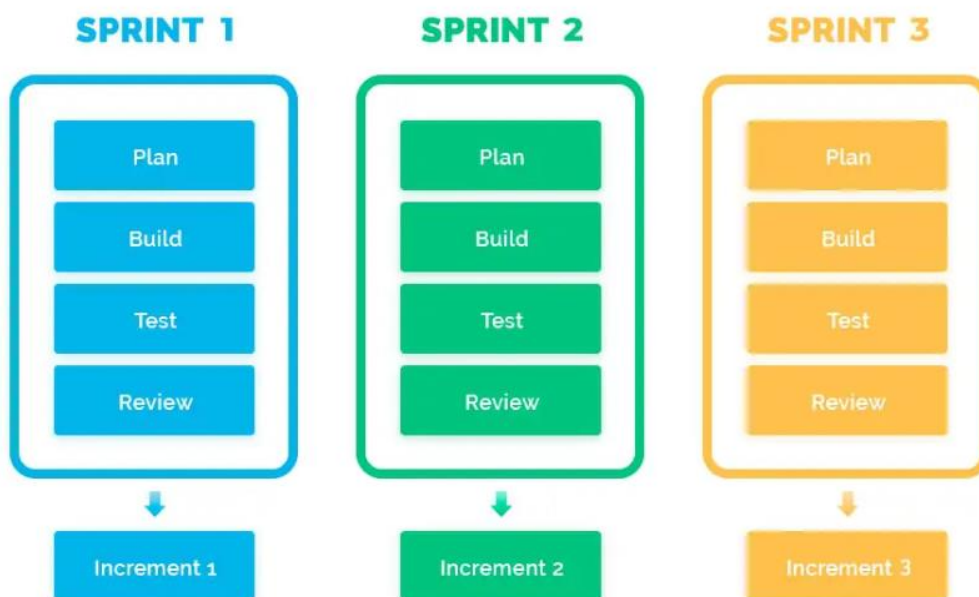 SPRINT 1
Plan
Build
Test
Review
Increment 1
SPRINT 2
Plan
Build
Test
Review
Increment 2
SPRINT 3
Plan
Build
Test
Review
Increment 3